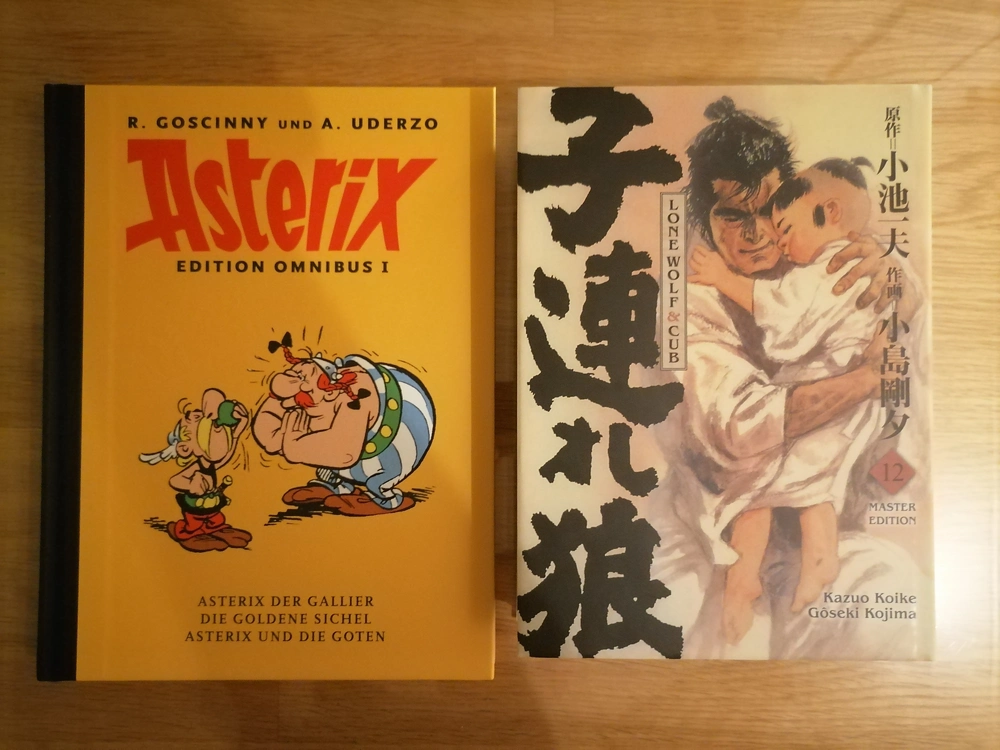 R. GOSCINNY UND A. UDERZO
Asterix
EDITION OMNIBUS I
ASTERIX DER GALLIER
DIE GOLDENE SICHEL
ASTERIX UND DIE GOTEN
子連れ狼
LONE WOLF & CUB
原作=小池一夫
作画=小島剛夕
12
MASTER
EDITION
Kazuo Koike
Gōseki Kojima